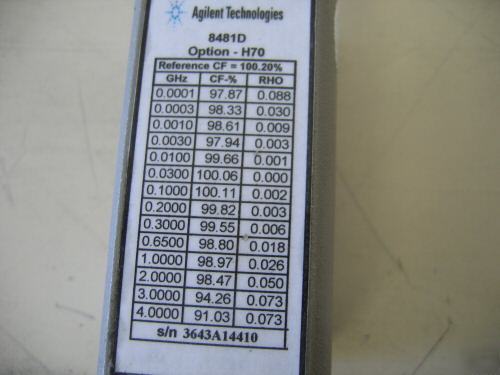 Agilent Technologies
8481D
Option - H70
Reference CF = 100.20%
GHz CF-% RHO
0.0001 97.87 0.088
0.0003 98.33 0.030
0.0010 98.61 0.009
0.0030 97.94 0.003
0.0100 99.66 0.001
0.0300 100.06 0.000
0.1000 100.11 0.002
0.2000 99.82 0.003
0.3000 99.55 0.006
0.6500 98.80 0.018
1.0000 98.97 0.026
2.0000 98.47 0.050
3.0000 94.26 0.073
4.0000 91.03 0.073
s/n 3643A14410